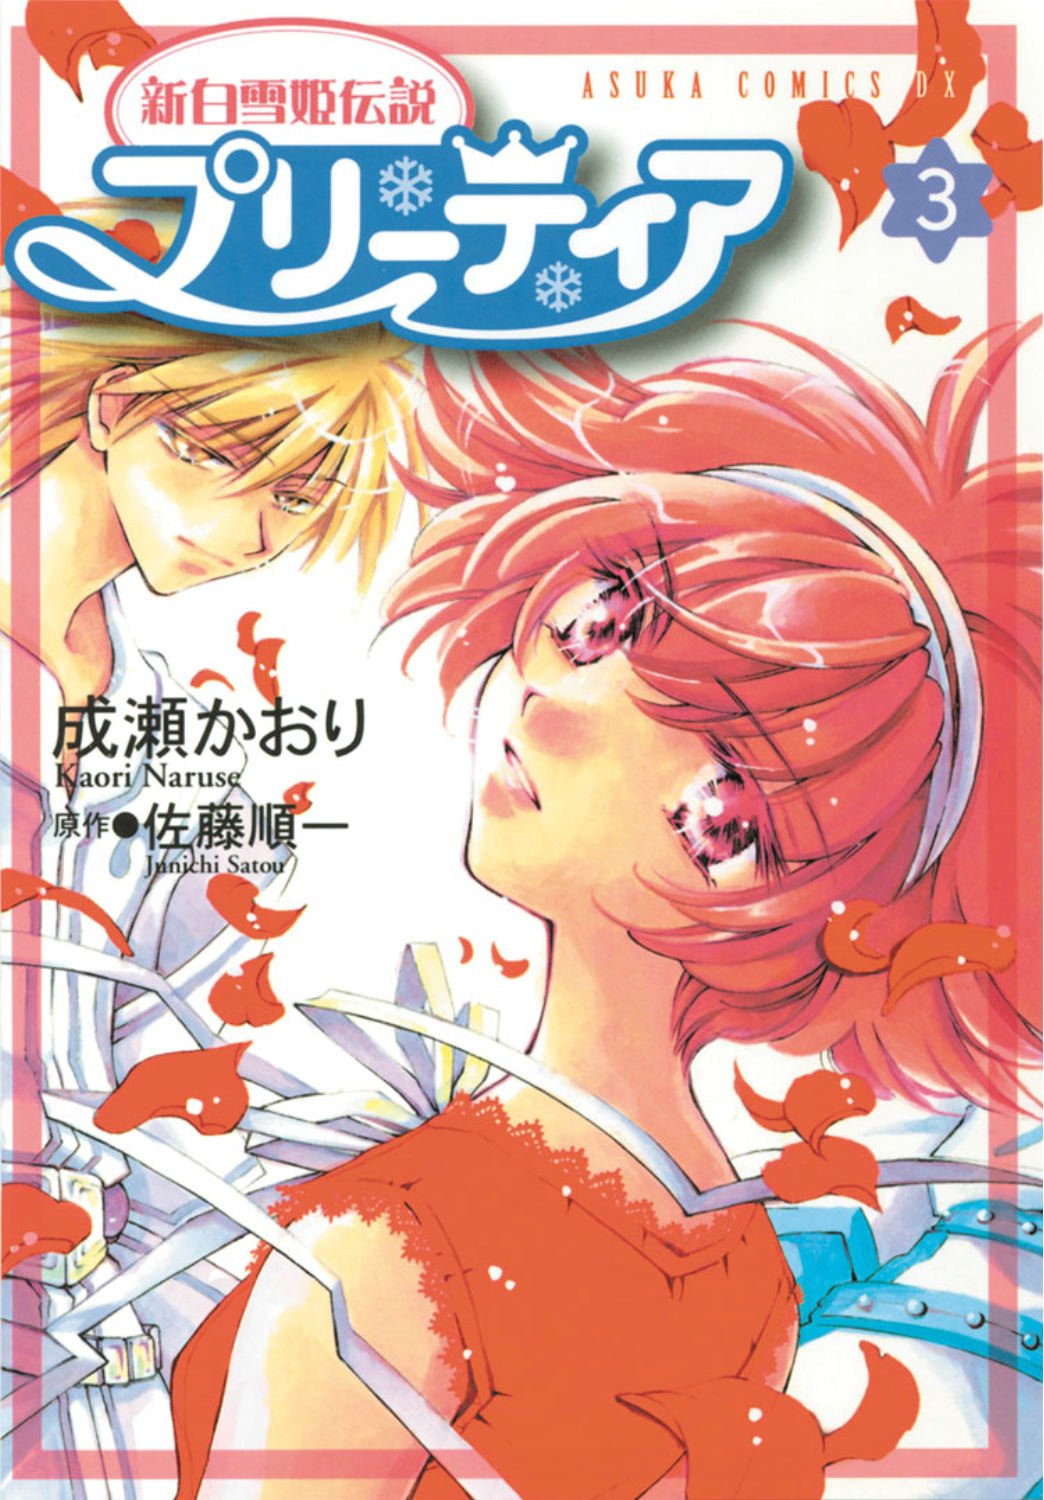 ASUKA COMICS DX
新白雪姫伝説
プリーティア
3
成瀬かおり
Kaori Naruse
原作●佐藤順一
Junichi Satou